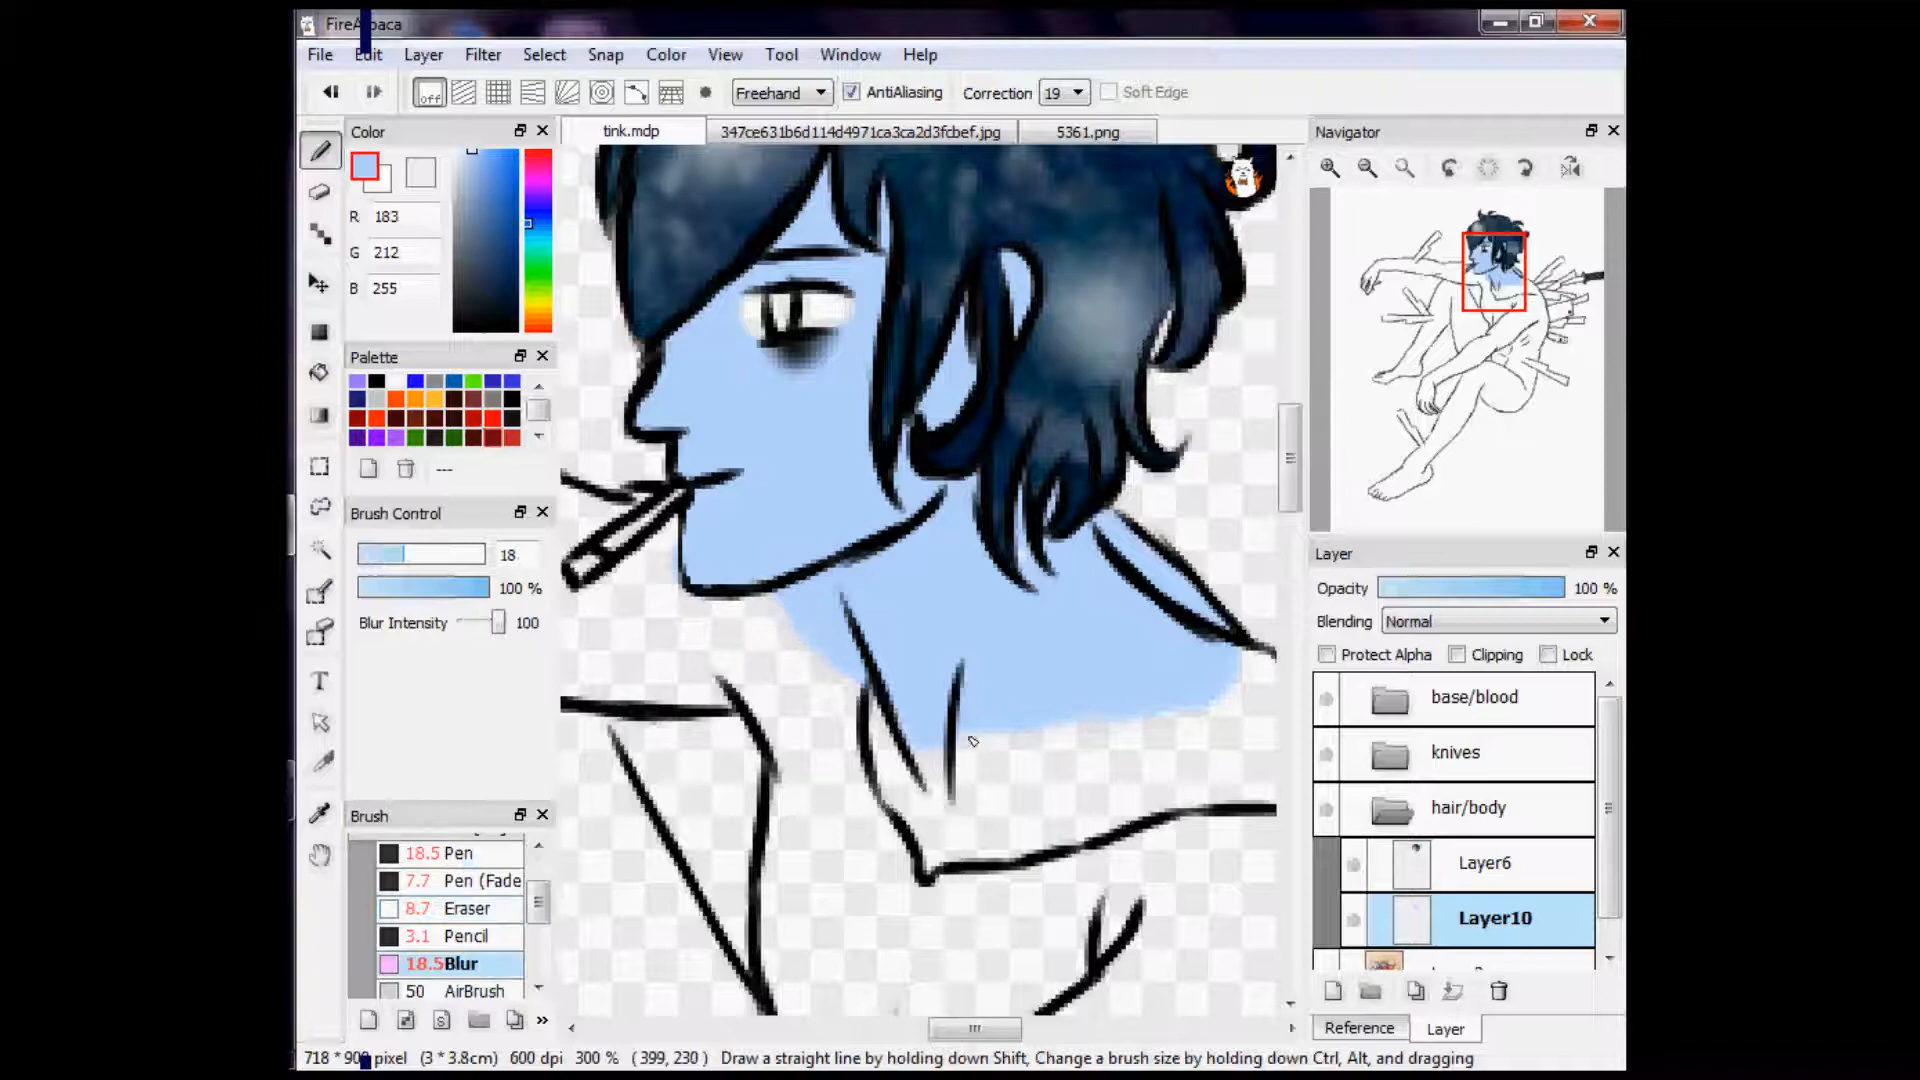 FireAlpaca
File Edit Layer Filter Select Snap Color View Tool Window Help
off Freehand AntiAliasing Correction 19 Soft Edge
Color
R 183
G 212
B 255
Palette
---
Brush Control
18
100 %
Blur Intensity 100
Brush
18.5 Pen
7.7 Pen (Fade
8.7 Eraser
3.1 Pencil
18.5 Blur
50 AirBrush
tink.mdp 347ce631b6d114d4971ca3ca2d3fcbef.jpg 5361.png
Navigator
Layer
Opacity 100 %
Blending Normal
Protect Alpha Clipping Lock
base/blood
knives
hair/body
Layer6
Layer10
Reference Layer
718 * 900 pixel (3 * 3.8cm) 600 dpi 300 % ( 399, 230 ) Draw a straight line by holding down Shift, Change a brush size by holding down Ctrl, Alt, and dragging